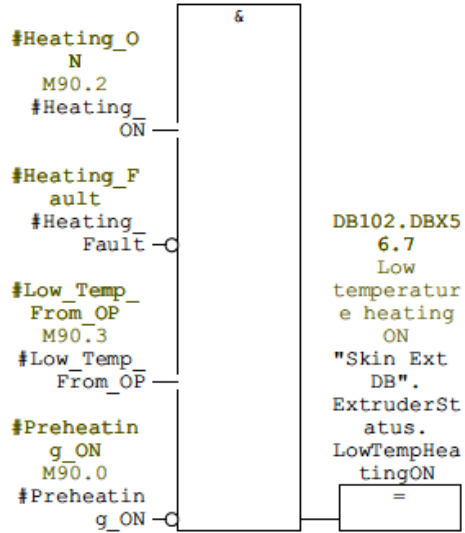 &
#Heating_O
N
M90.2
#Heating_
ON
#Heating_F
ault
#Heating_
Fault
#Low_Temp_
From_OP
M90.3
#Low_Temp_
From_OP
#Preheatin
g_ON
M90.0
#Preheatin
g_ON
DB102.DBX5
6.7
Low
temperatur
e heating
ON
"Skin Ext
DB".
ExtruderSt
atus.
LowTempHea
tingON
=